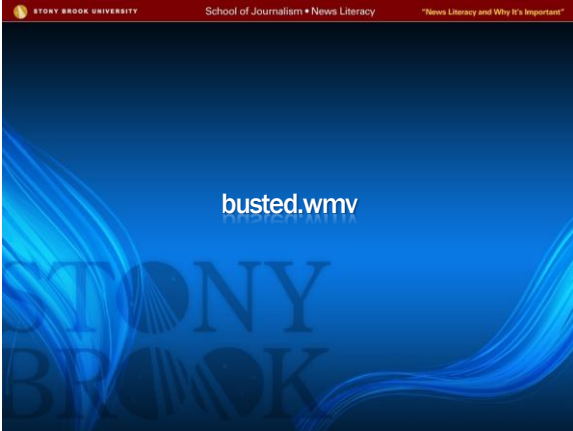 STONY BROOK UNIVERSITY
School of Journalism • News Literacy
"News Literacy and Why It's Important"
busted.wmv
STONY
BROOK